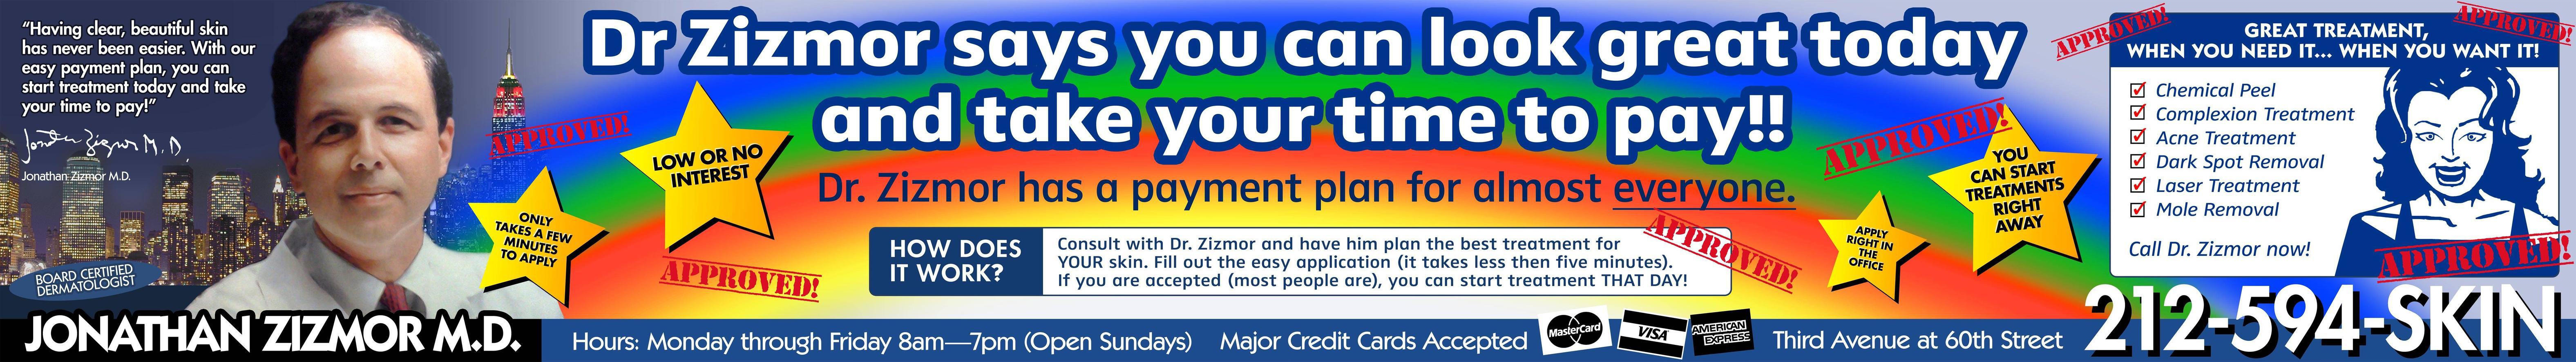 “Having clear, beautiful skin
has never been easier. With our
easy payment plan, you can
start treatment today and take
your time to pay!”
Jonathan Zizmor M.D.
Jonathan Zizmor M.D.
BOARD CERTIFIED
DERMATOLOGIST
JONATHAN ZIZMOR M.D.
Dr Zizmor says you can look great today
and take your time to pay!!
Dr. Zizmor has a payment plan for almost everyone.
APPROVED!
ONLY
TAKES A FEW
MINUTES
TO APPLY
LOW OR NO
INTEREST
APPROVED!
HOW DOES
IT WORK?
Consult with Dr. Zizmor and have him plan the best treatment for
YOUR skin. Fill out the easy application (it takes less then five minutes).
If you are accepted (most people are), you can start treatment THAT DAY!
APPROVED!
APPROVED!
APPLY
RIGHT IN
THE
OFFICE
YOU
CAN START
TREATMENTS
RIGHT
AWAY
APPROVED!
APPROVED!
GREAT TREATMENT,
WHEN YOU NEED IT... WHEN YOU WANT IT!
Chemical Peel
Complexion Treatment
Acne Treatment
Dark Spot Removal
Laser Treatment
Mole Removal
Call Dr. Zizmor now!
APPROVED!
Hours: Monday through Friday 8am—7pm (Open Sundays)
Major Credit Cards Accepted
MasterCard
VISA
AMERICAN
EXPRESS
Third Avenue at 60th Street
212-594-SKIN